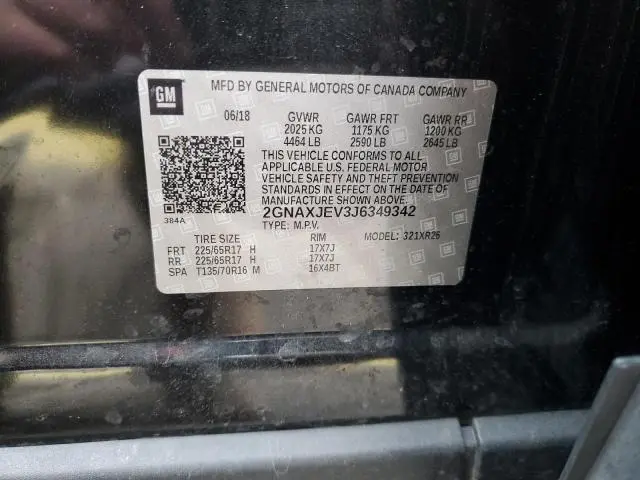 GM
MFD BY GENERAL MOTORS OF CANADA COMPANY
06/18 GVWR GAWR FRT GAWR RR
2025 KG 1175 KG 1200 KG
4464 LB 2590 LB 2645 LB
THIS VEHICLE CONFORMS TO ALL
APPLICABLE U.S. FEDERAL MOTOR
VEHICLE SAFETY AND THEFT PREVENTION
STANDARDS IN EFFECT ON THE DATE OF
MANUFACTURE SHOWN ABOVE.
384A 2GNAXJEV3J6349342
TYPE: M.P.V. MODEL: 321XR26
TIRE SIZE RIM
FRT 225/65R17 H 17X7J
RR 225/65R17 H 17X7J
SPA T135/70R16 M 16X4BT